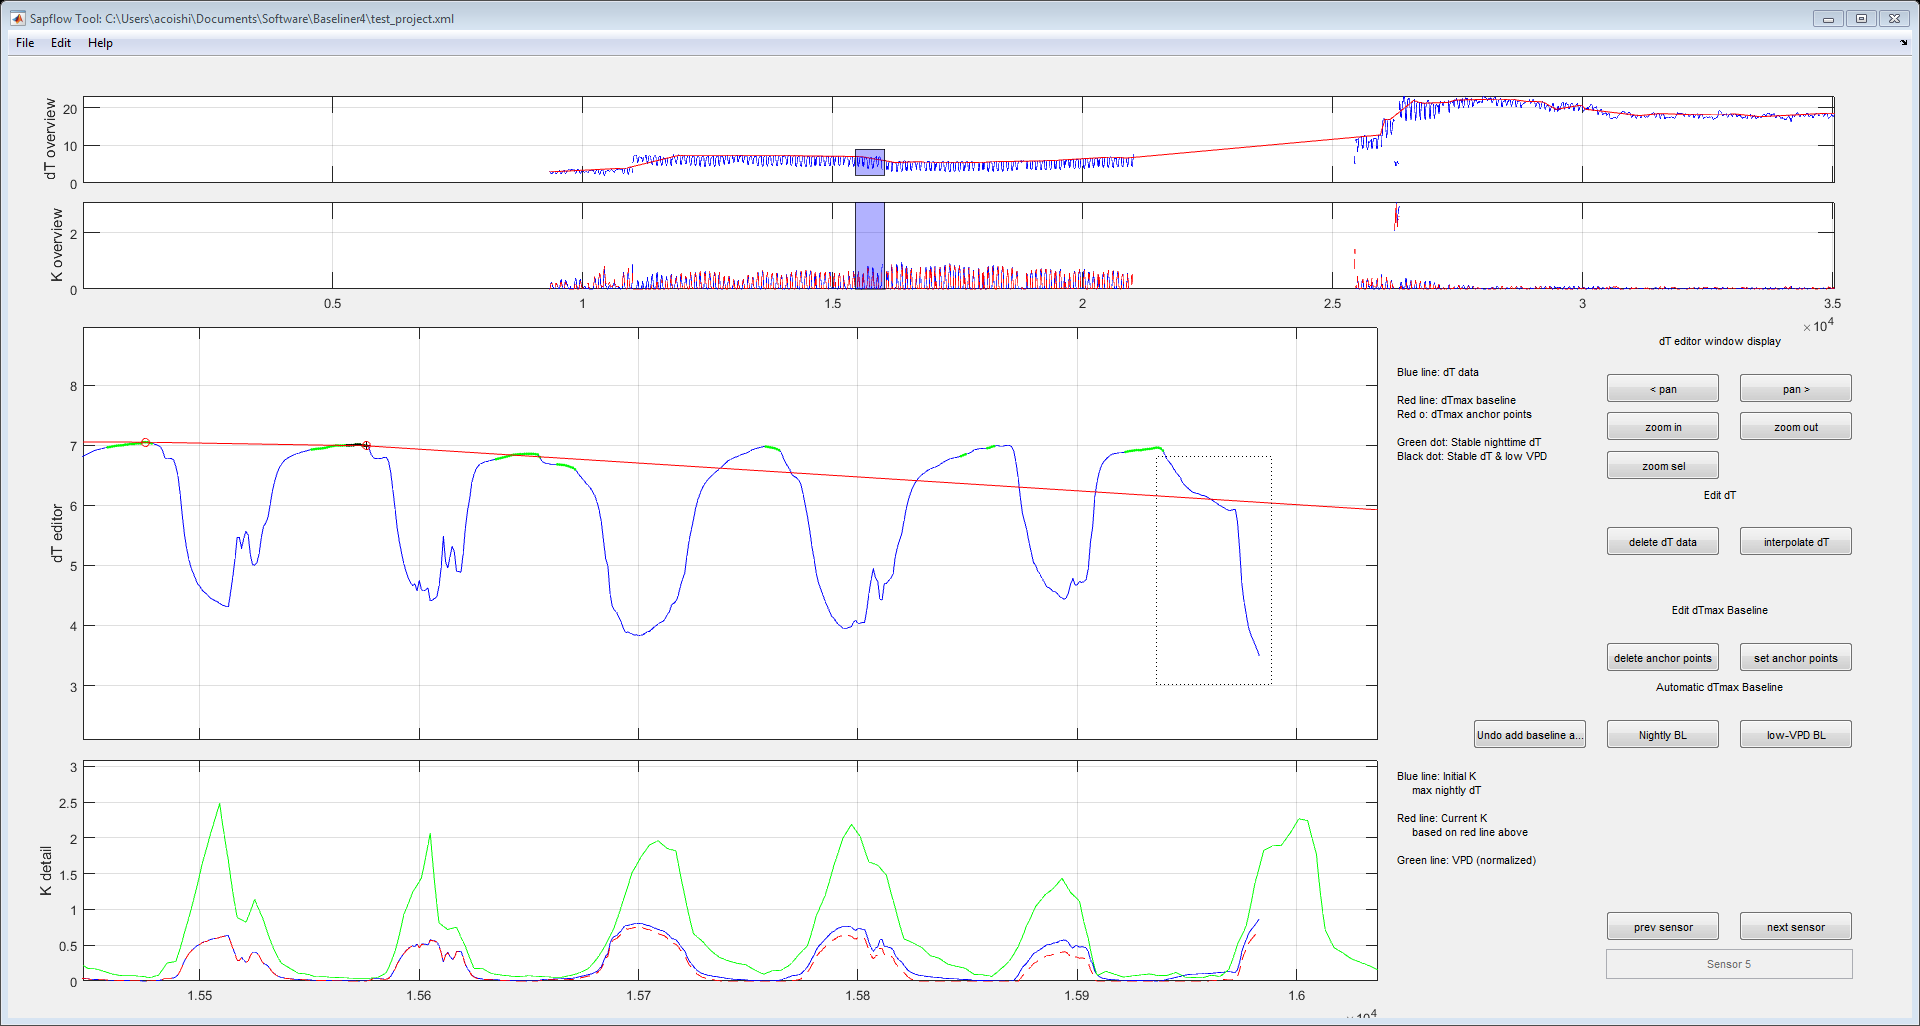 Sapflow Tool: C:\Users\acoishi\Documents\Software\Baseliner4\test_project.xml
File Edit Help
dT overview
20
10
0
K overview
2
0
0.5 1 1.5 2 2.5 3 3.5
×10^4
dT editor window display
Blue line: dT data
< pan pan >
Red line: dTmax baseline
Red o: dTmax anchor points
zoom in zoom out
Green dot: Stable nighttime dT
Black dot: Stable dT & low VPD
zoom sel
Edit dT
delete dT data interpolate dT
Edit dTmax Baseline
delete anchor points set anchor points
Automatic dTmax Baseline
Undo add baseline a... Nightly BL low-VPD BL
dT editor
8
7
6
5
4
3
Blue line: Initial K
max nightly dT
Red line: Current K
based on red line above
Green line: VPD (normalized)
prev sensor next sensor
Sensor 5
K detail
3
2.5
2
1.5
1
0.5
0
1.55 1.56 1.57 1.58 1.59 1.6
×10^4